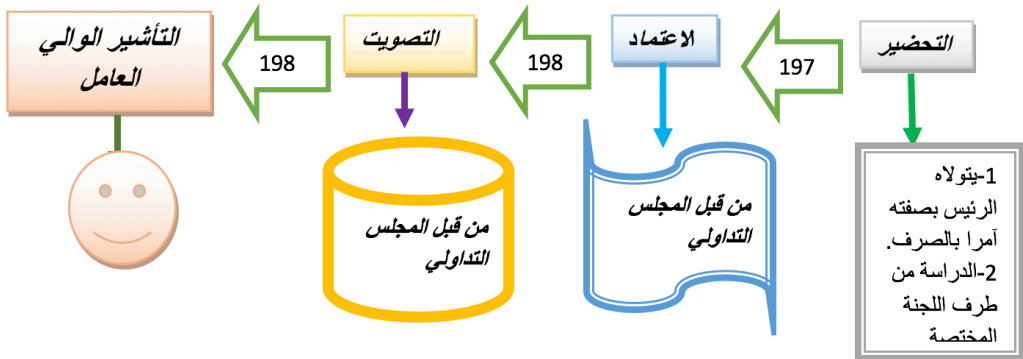 التحضير
197
الاعتماد
198
التصويت
198
التأشير الوالي
العامل
1-يتولاه
الرئيس بصفته
آمرا بالصرف.
2-الدراسة من
طرف اللجنة
المختصة
من قبل المجلس
التداولي
من قبل المجلس
التداولي